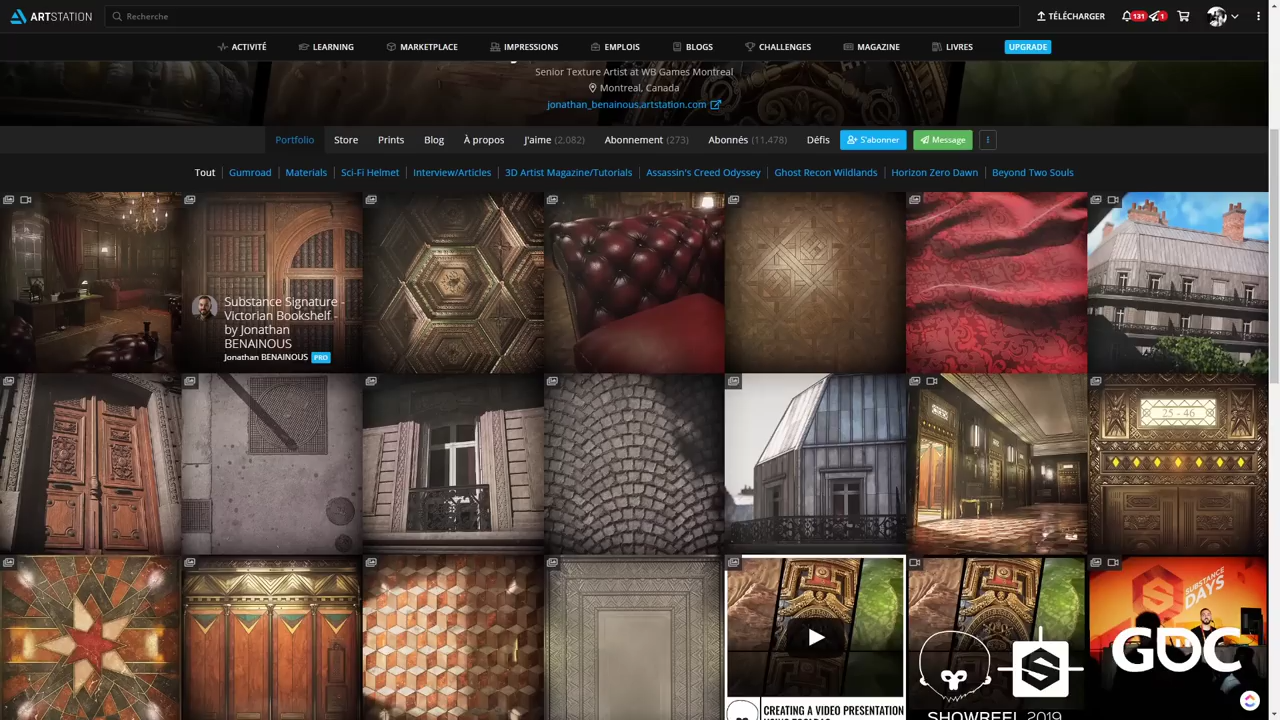 ARTSTATION
Recherche
TÉLÉCHARGER
131
1
ACTIVITÉ
LEARNING
MARKETPLACE
IMPRESSIONS
EMPLOIS
BLOGS
CHALLENGES
MAGAZINE
LIVRES
UPGRADE
Senior Texture Artist at WB Games Montreal
Montreal, Canada
jonathan_benainous.artstation.com
Portfolio
Store
Prints
Blog
À propos
J'aime (2,082)
Abonnement (273)
Abonnés (11,478)
Défis
S'abonner
Message
Tout
Gumroad
Materials
Sci-Fi Helmet
Interview/Articles
3D Artist Magazine/Tutorials
Assassin's Creed Odyssey
Ghost Recon Wildlands
Horizon Zero Dawn
Beyond Two Souls
Substance Signature -
Victorian Bookshelf -
by Jonathan
BENAINOUS
Jonathan BENAINOUS PRO
25 - 46
SUBSTANCE
DAYS
GDC
CREATING A VIDEO PRESENTATION
SHOWREEL 2019